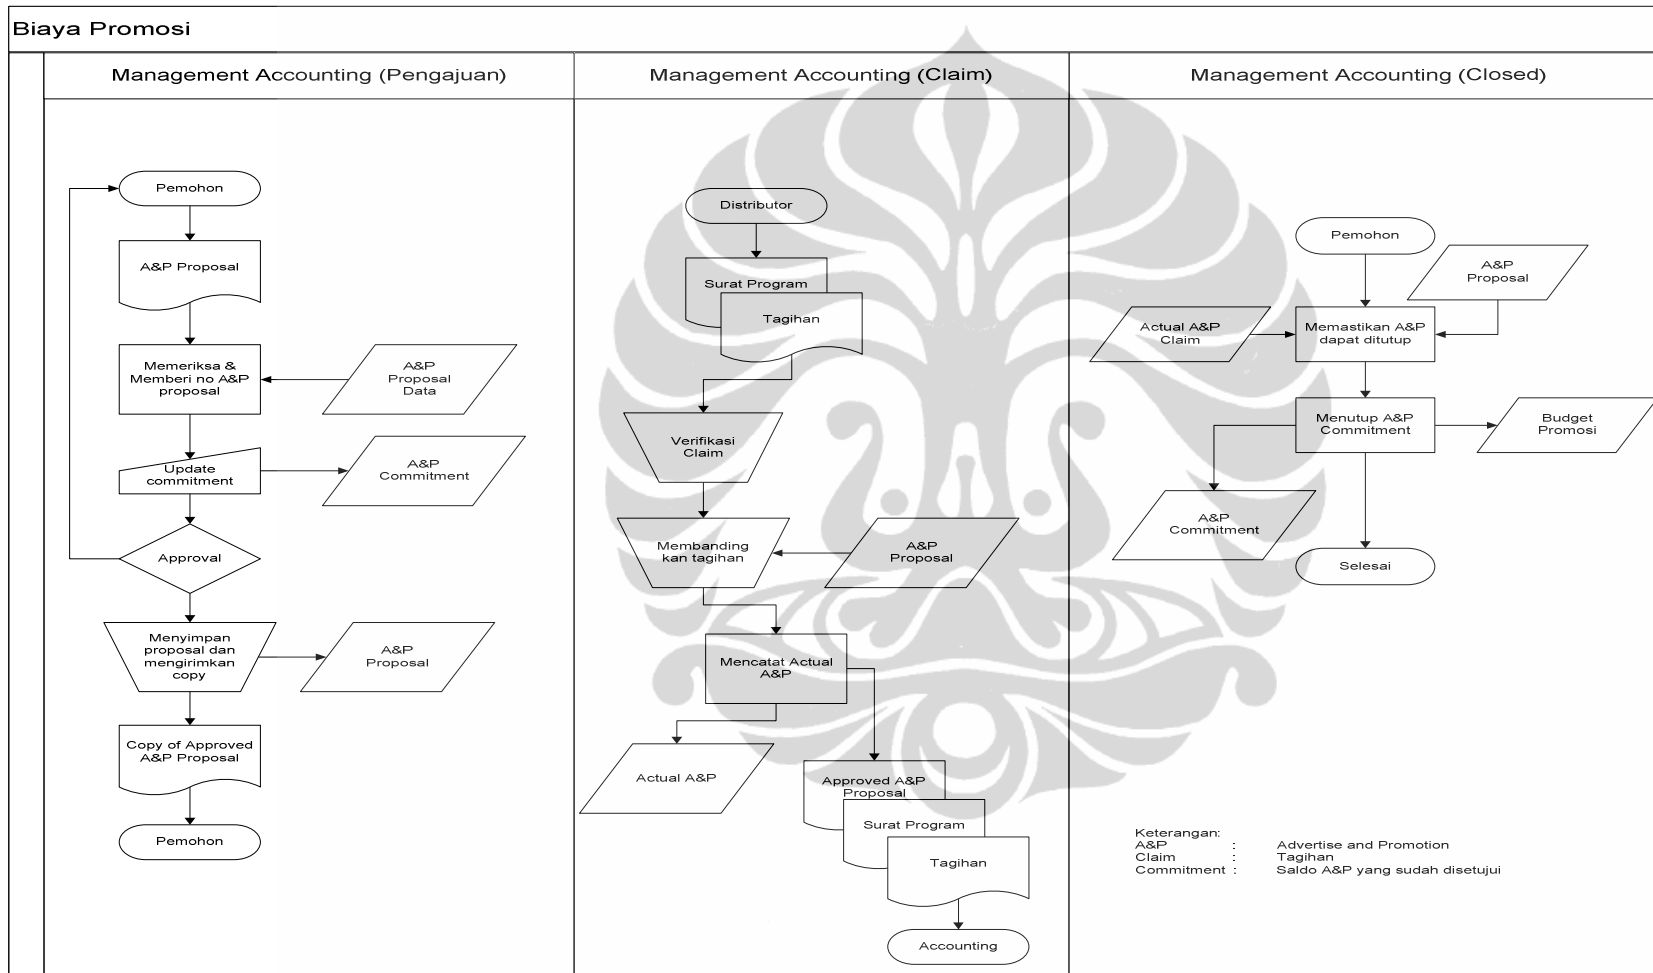 Biaya Promosi
Management Accounting (Pengajuan)
Pemohon
A&P Proposal
Memeriksa &
Memberi no A&P
proposal
A&P
Proposal
Data
Update
commitment
A&P
Commitment
Approval
Menyimpan
proposal dan
mengirimkan
copy
A&P
Proposal
Copy of Approved
A&P Proposal
Pemohon
Management Accounting (Claim)
Distributor
Surat Program
Tagihan
Verifikasi
Claim
Membanding
kan tagihan
A&P
Proposal
Mencatat Actual
A&P
Actual A&P
Approved A&P
Proposal
Surat Program
Tagihan
Accounting
Management Accounting (Closed)
Pemohon
A&P
Proposal
Actual A&P
Claim
Memastikan A&P
dapat ditutup
Menutup A&P
Commitment
Budget
Promosi
A&P
Commitment
Selesai
Keterangan:
A&P : Advertise and Promotion
Claim : Tagihan
Commitment : Saldo A&P yang sudah disetujui